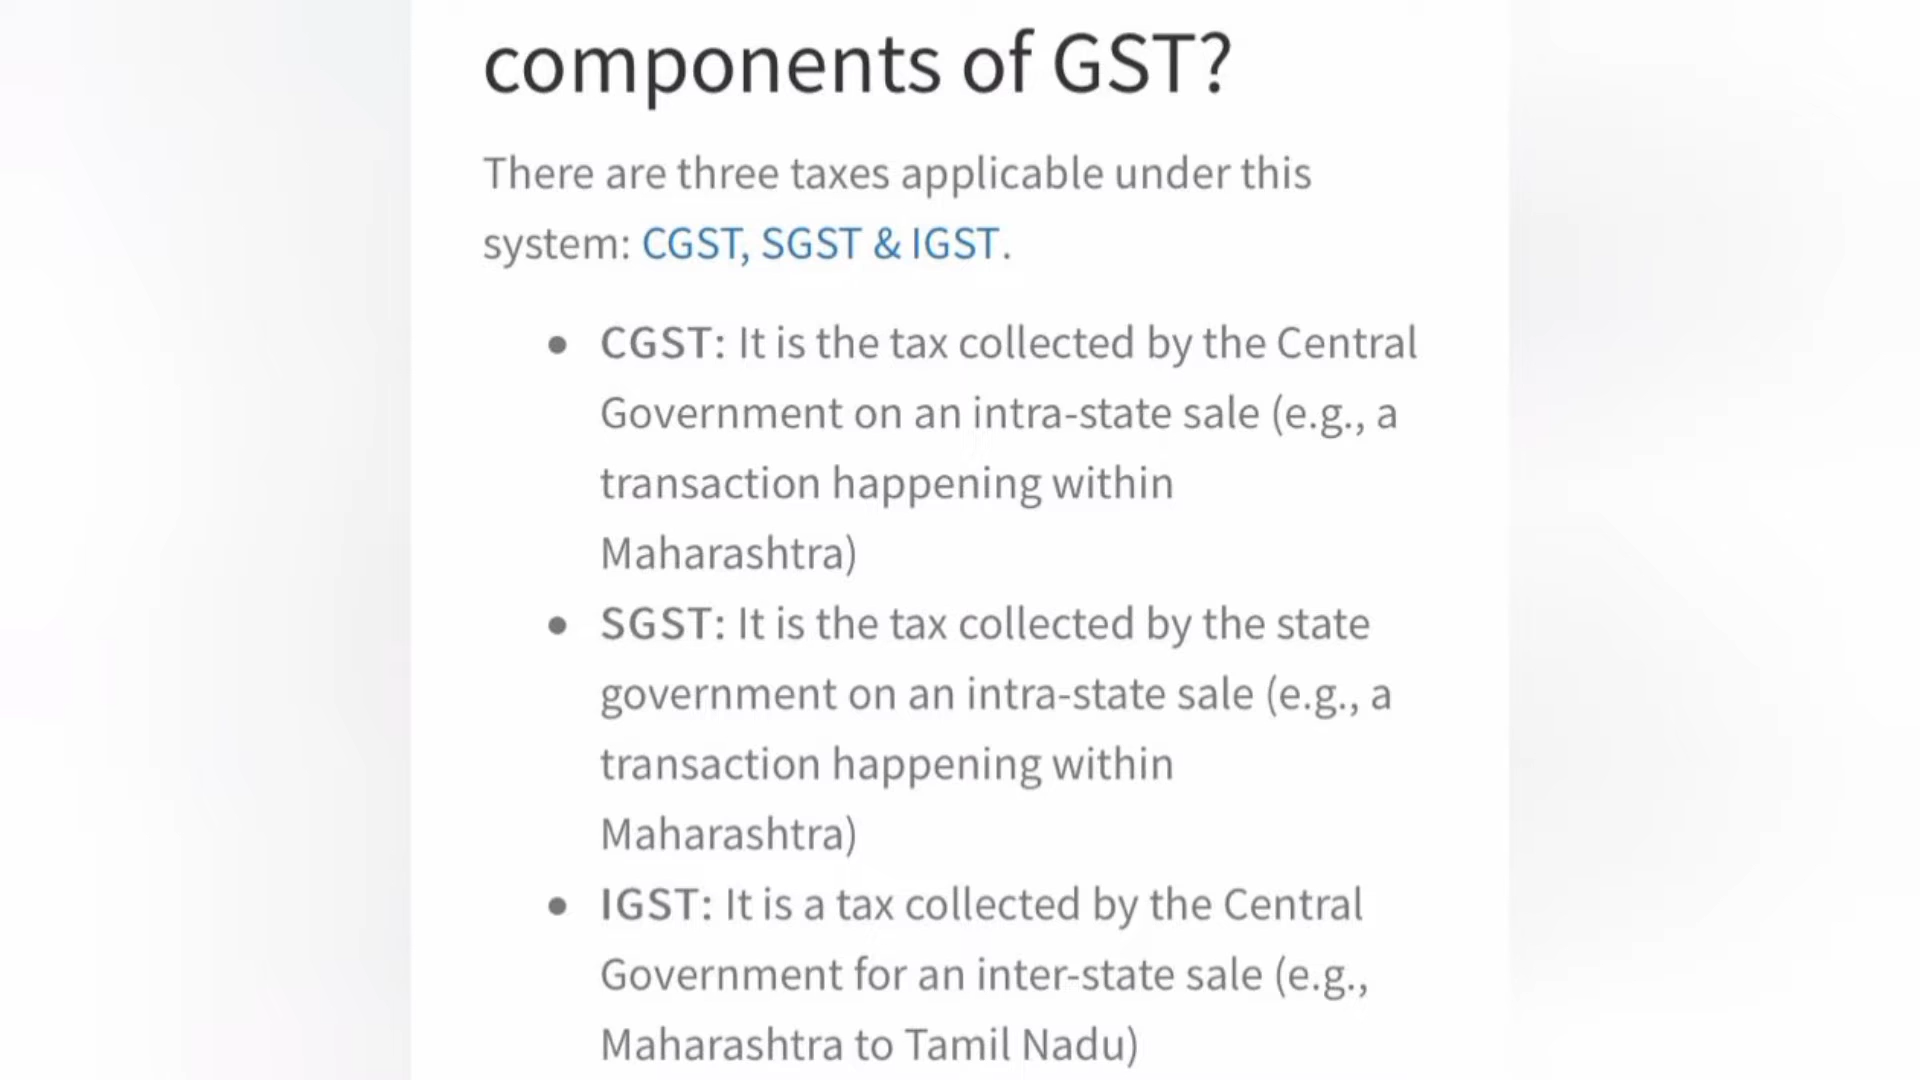 components of GST?
There are three taxes applicable under this
system: CGST, SGST & IGST.
• CGST: It is the tax collected by the Central
Government on an intra-state sale (e.g., a
transaction happening within
Maharashtra)
• SGST: It is the tax collected by the state
government on an intra-state sale (e.g., a
transaction happening within
Maharashtra)
• IGST: It is a tax collected by the Central
Government for an inter-state sale (e.g.,
Maharashtra to Tamil Nadu)